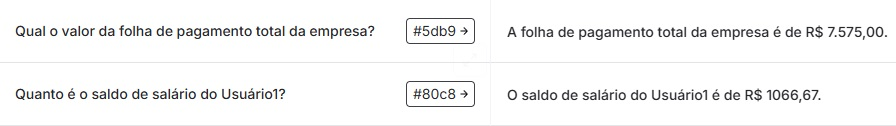 Qual o valor da folha de pagamento total da empresa? #5db9 → A folha de pagamento total da empresa é de R$ 7.575,00.
Quanto é o saldo de salário do Usuário1? #80c8 → O saldo de salário do Usuário1 é de R$ 1066,67.